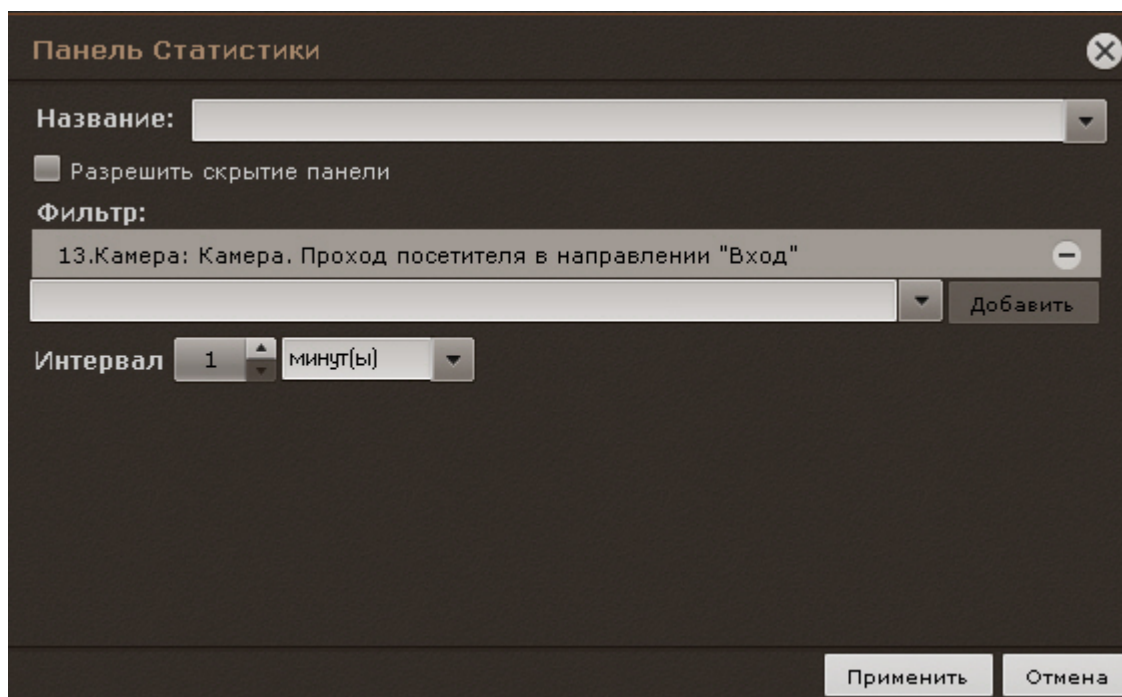 Панель Статистики
Название:
Разрешить скрытие панели
Фильтр:
13.Камера: Камера. Проход посетителя в направлении "Вход"
Добавить
Интервал 1 минут(ы)
Применить Отмена